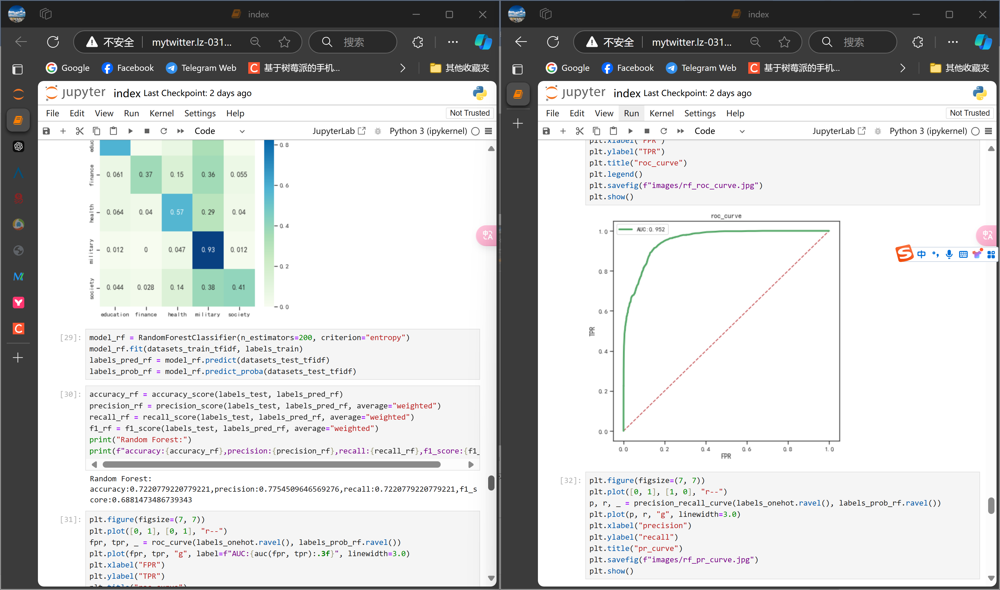 index
不安全
mytwitter.lz-031...
搜索
Google
Facebook
Telegram Web
基于树莓派的手机...
其他收藏夹
jupyter index Last Checkpoint: 2 days ago
File Edit View Run Kernel Settings Help
Not Trusted
Code
JupyterLab
Python 3 (ipykernel)
educ
0.8
finance 0.061 0.37 0.15 0.36 0.055
0.6
health 0.064 0.04 0.57 0.29 0.04
0.4
military 0.012 0 0.047 0.93 0.012
0.2
society 0.044 0.028 0.14 0.38 0.41
0.0
education finance health military society
[29]:
model_rf = RandomForestClassifier(n_estimators=200, criterion="entropy")
model_rf.fit(datasets_train_tfidf, labels_train)
labels_pred_rf = model_rf.predict(datasets_test_tfidf)
labels_prob_rf = model_rf.predict_proba(datasets_test_tfidf)
[30]:
accuracy_rf = accuracy_score(labels_test, labels_pred_rf)
precision_rf = precision_score(labels_test, labels_pred_rf, average="weighted")
recall_rf = recall_score(labels_test, labels_pred_rf, average="weighted")
f1_rf = f1_score(labels_test, labels_pred_rf, average="weighted")
print("Random Forest:")
print(f"accuracy:{accuracy_rf},precision:{precision_rf},recall:{recall_rf},f1_score:{f1_
Random Forest:
accuracy:0.7220779220779221,precision:0.7754509646569276,recall:0.7220779220779221,f1_s
core:0.6881473486739343
[31]:
plt.figure(figsize=(7, 7))
plt.plot([0, 1], [0, 1], "r--")
fpr, tpr, _ = roc_curve(labels_onehot.ravel(), labels_prob_rf.ravel())
plt.plot(fpr, tpr, "g", label=f"AUC:{auc(fpr, tpr):.3f}", linewidth=3.0)
plt.xlabel("FPR")
plt.ylabel("TPR")
plt.title("roc_curve")
index
不安全
mytwitter.lz-031...
搜索
Google
Facebook
Telegram Web
基于树莓派的手机...
其他收藏夹
jupyter index Last Checkpoint: 2 days ago
File Edit View Run Kernel Settings Help
Not Trusted
Code
JupyterLab
Python 3 (ipykernel)
plt.xlabel("FPR")
plt.ylabel("TPR")
plt.title("roc_curve")
plt.legend()
plt.savefig(f"images/rf_roc_curve.jpg")
plt.show()
roc_curve
AUC:0.952
1.0
0.8
0.6
TPR
0.4
0.2
0.0
0.0 0.2 0.4 0.6 0.8 1.0
FPR
中
[32]:
plt.figure(figsize=(7, 7))
plt.plot([0, 1], [1, 0], "r--")
p, r, _ = precision_recall_curve(labels_onehot.ravel(), labels_prob_rf.ravel())
plt.plot(p, r, "g", linewidth=3.0)
plt.xlabel("precision")
plt.ylabel("recall")
plt.title("pr_curve")
plt.savefig(f"images/rf_pr_curve.jpg")
plt.show()